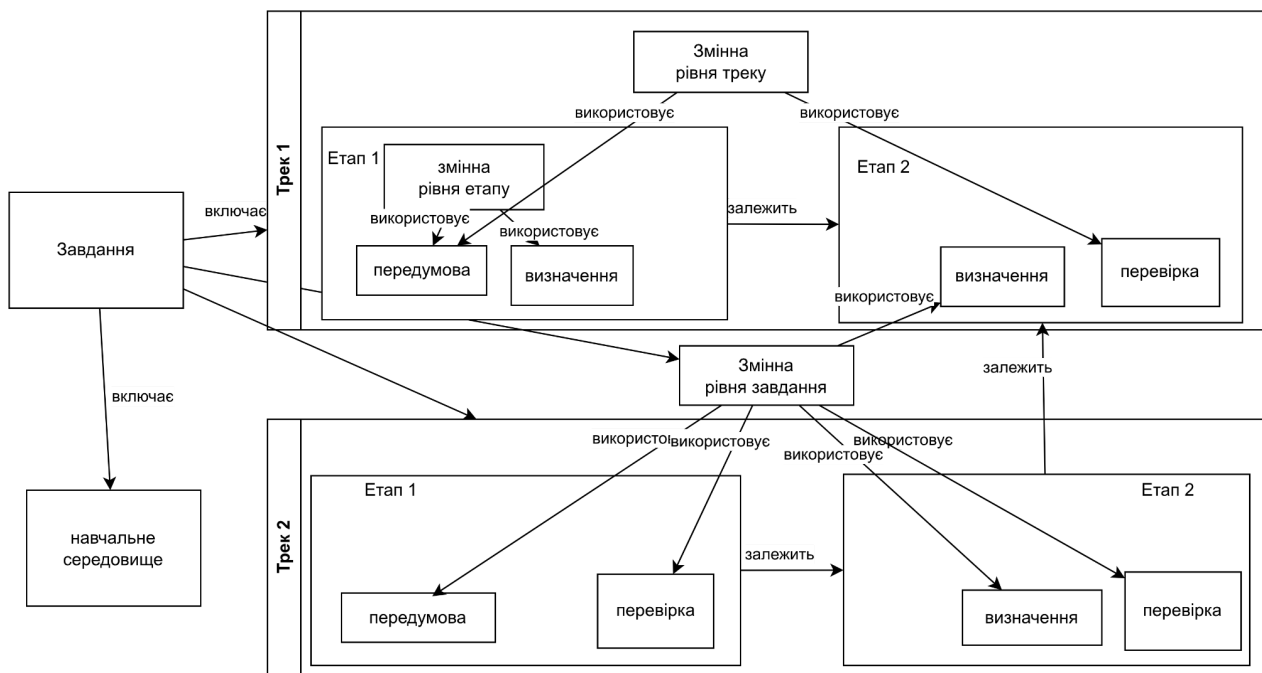 Трек 1
Змінна
рівня треку
використовує
використовує
Етап 1
змінна
рівня етапу
використовує
використовує
передумова
визначення
залежить
Етап 2
визначення
перевірка
використовує
Завдання
включає
включає
навчальне
середовище
Змінна
рівня завдання
залежить
використовує
використовує
використовує
Трек 2
Етап 1
передумова
перевірка
залежить
Етап 2
визначення
перевірка